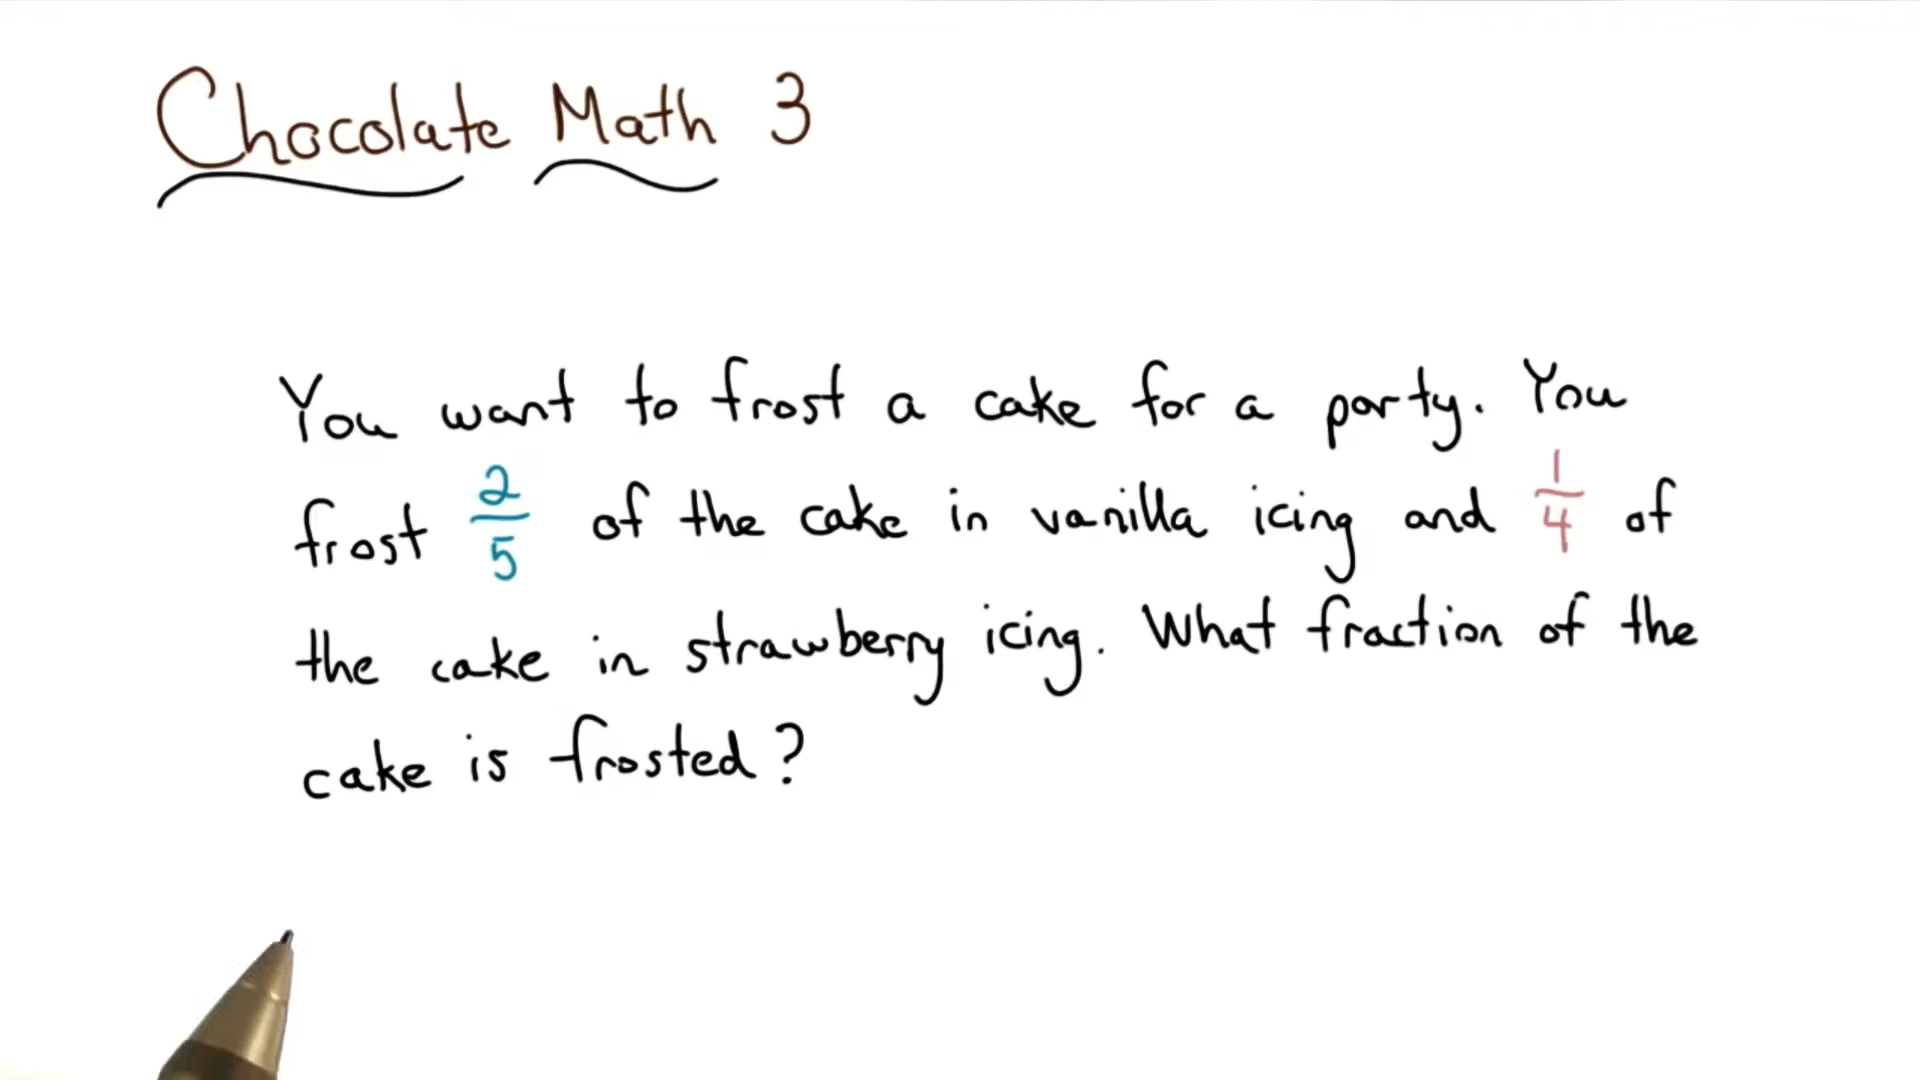 Chocolate Math 3
You want to frost a cake for a party. You
frost 2/5 of the cake in vanilla icing and 1/4 of
the cake in strawberry icing. What fraction of the
cake is frosted?